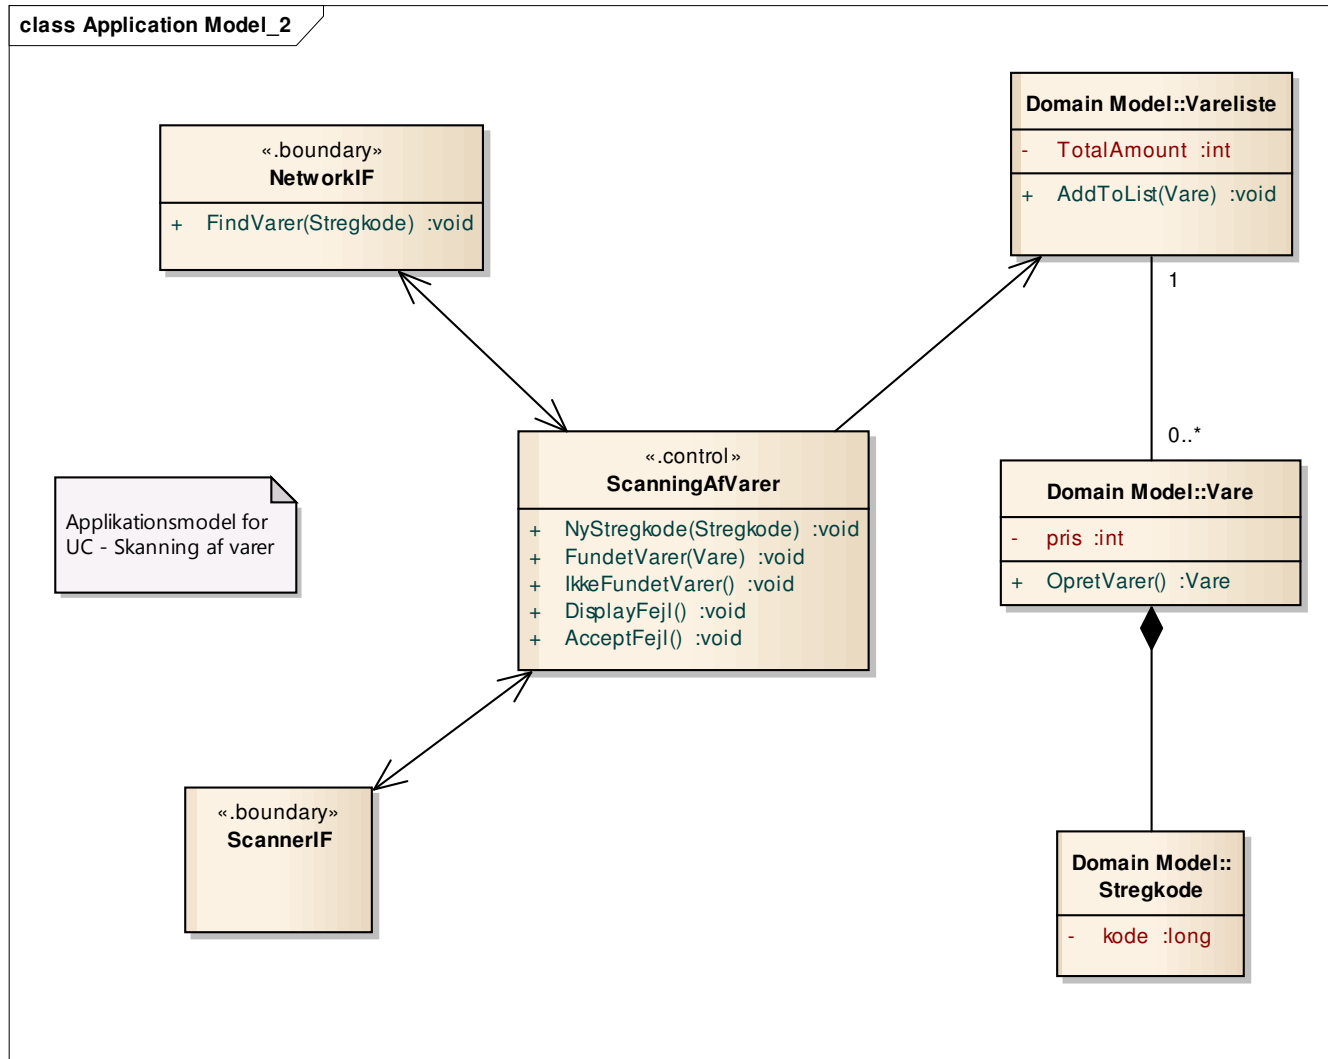 class Application Model_2
«.boundary»
NetworkIF
+ FindVarer(Stregkode) :void
Domain Model::Vareliste
- TotalAmount :int
+ AddToList(Vare) :void
1
0..*
«.control»
ScanningAfVarer
+ NyStregkode(Stregkode) :void
+ FundetVarer(Vare) :void
+ IkkeFundetVarer() :void
+ DisplayFejl() :void
+ AcceptFejl() :void
Domain Model::Vare
- pris :int
+ OpretVarer() :Vare
Applikationsmodel for
UC - Skanning af varer
«.boundary»
ScannerIF
Domain Model::
Stregkode
- kode :long